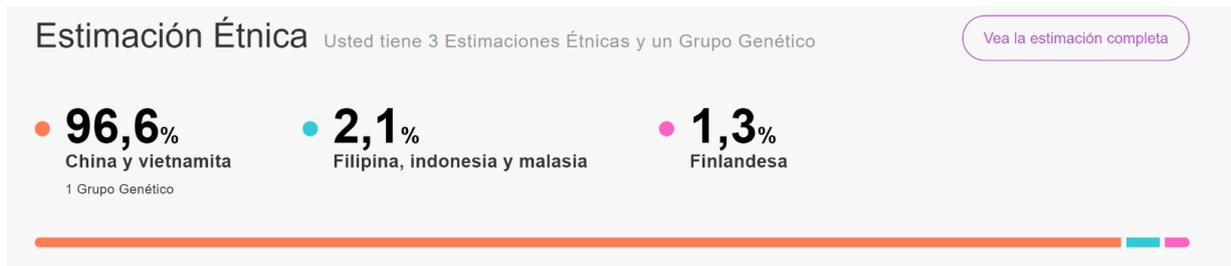 Estimación Étnica Usted tiene 3 Estimaciones Étnicas y un Grupo Genético
Vea la estimación completa
96,6%
China y vietnamita
1 Grupo Genético
2,1%
Filipina, indonesia y malasia
1,3%
Finlandesa